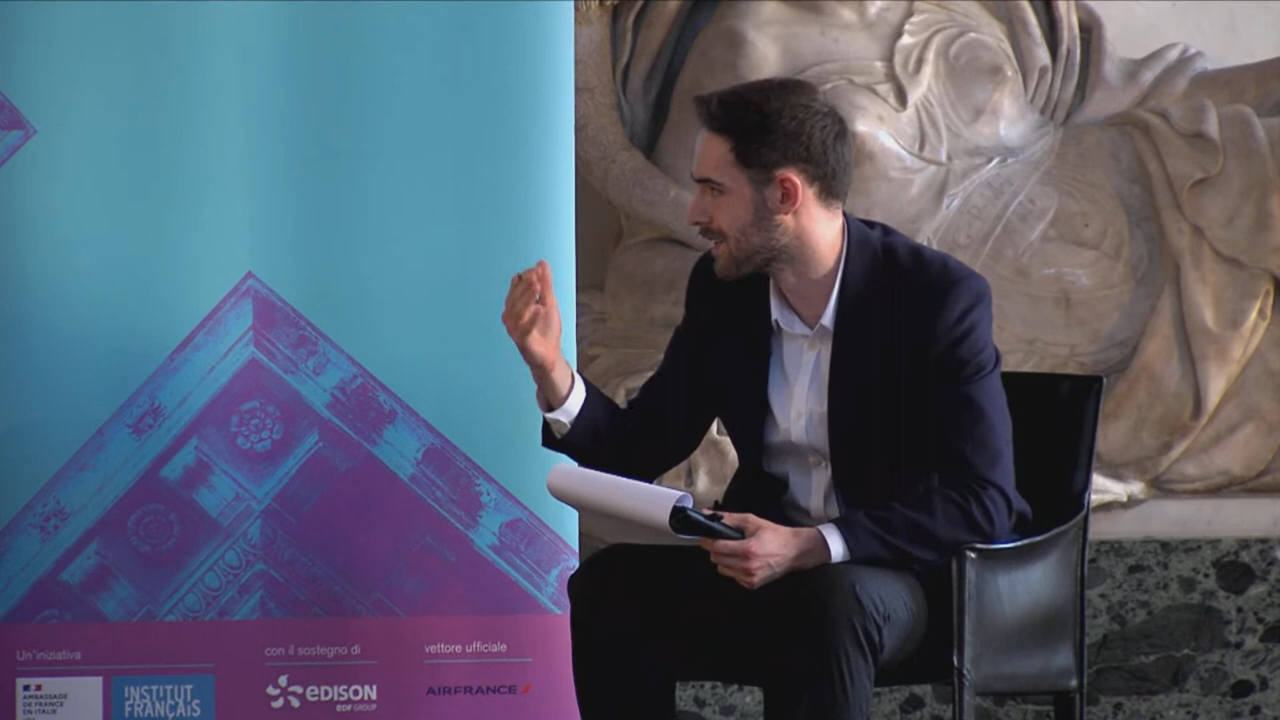 Un'iniziativa
con il sostegno di
vettore ufficiale
AMBASSADE
DE FRANCE
EN ITALIE
INSTITUT
FRANÇAIS
EDISON
EDF GROUP
AIRFRANCE